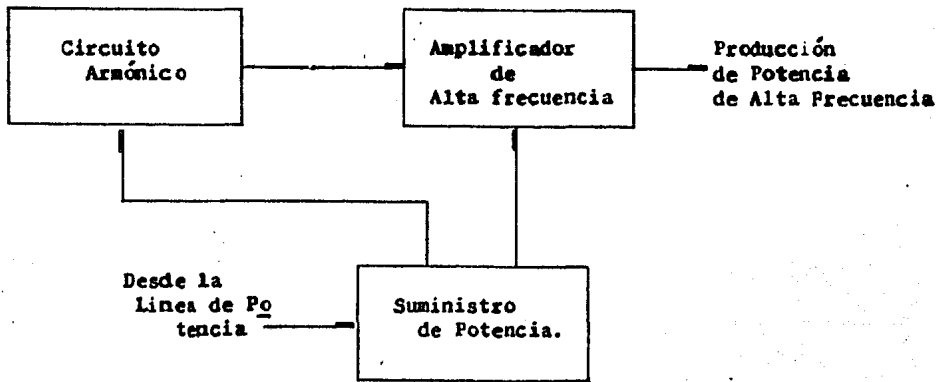 Circuito
Armónico
Amplificador
de
Alta frecuencia
Producción
de Potencia
de Alta Frecuencia
Desde la
Linea de Po
tencia
Suministro
de Potencia.